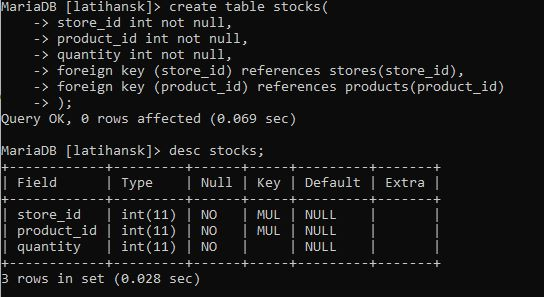 MariaDB [latihansk]> create table stocks(
    -> store_id int not null,
    -> product_id int not null,
    -> quantity int not null,
    -> foreign key (store_id) references stores(store_id),
    -> foreign key (product_id) references products(product_id)
    -> );
Query OK, 0 rows affected (0.069 sec)

MariaDB [latihansk]> desc stocks;
+------------+---------+------+-----+---------+-------+
| Field      | Type    | Null | Key | Default | Extra |
+------------+---------+------+-----+---------+-------+
| store_id   | int(11) | NO   | MUL | NULL    |       |
| product_id | int(11) | NO   | MUL | NULL    |       |
| quantity   | int(11) | NO   |     | NULL    |       |
+------------+---------+------+-----+---------+-------+
3 rows in set (0.028 sec)